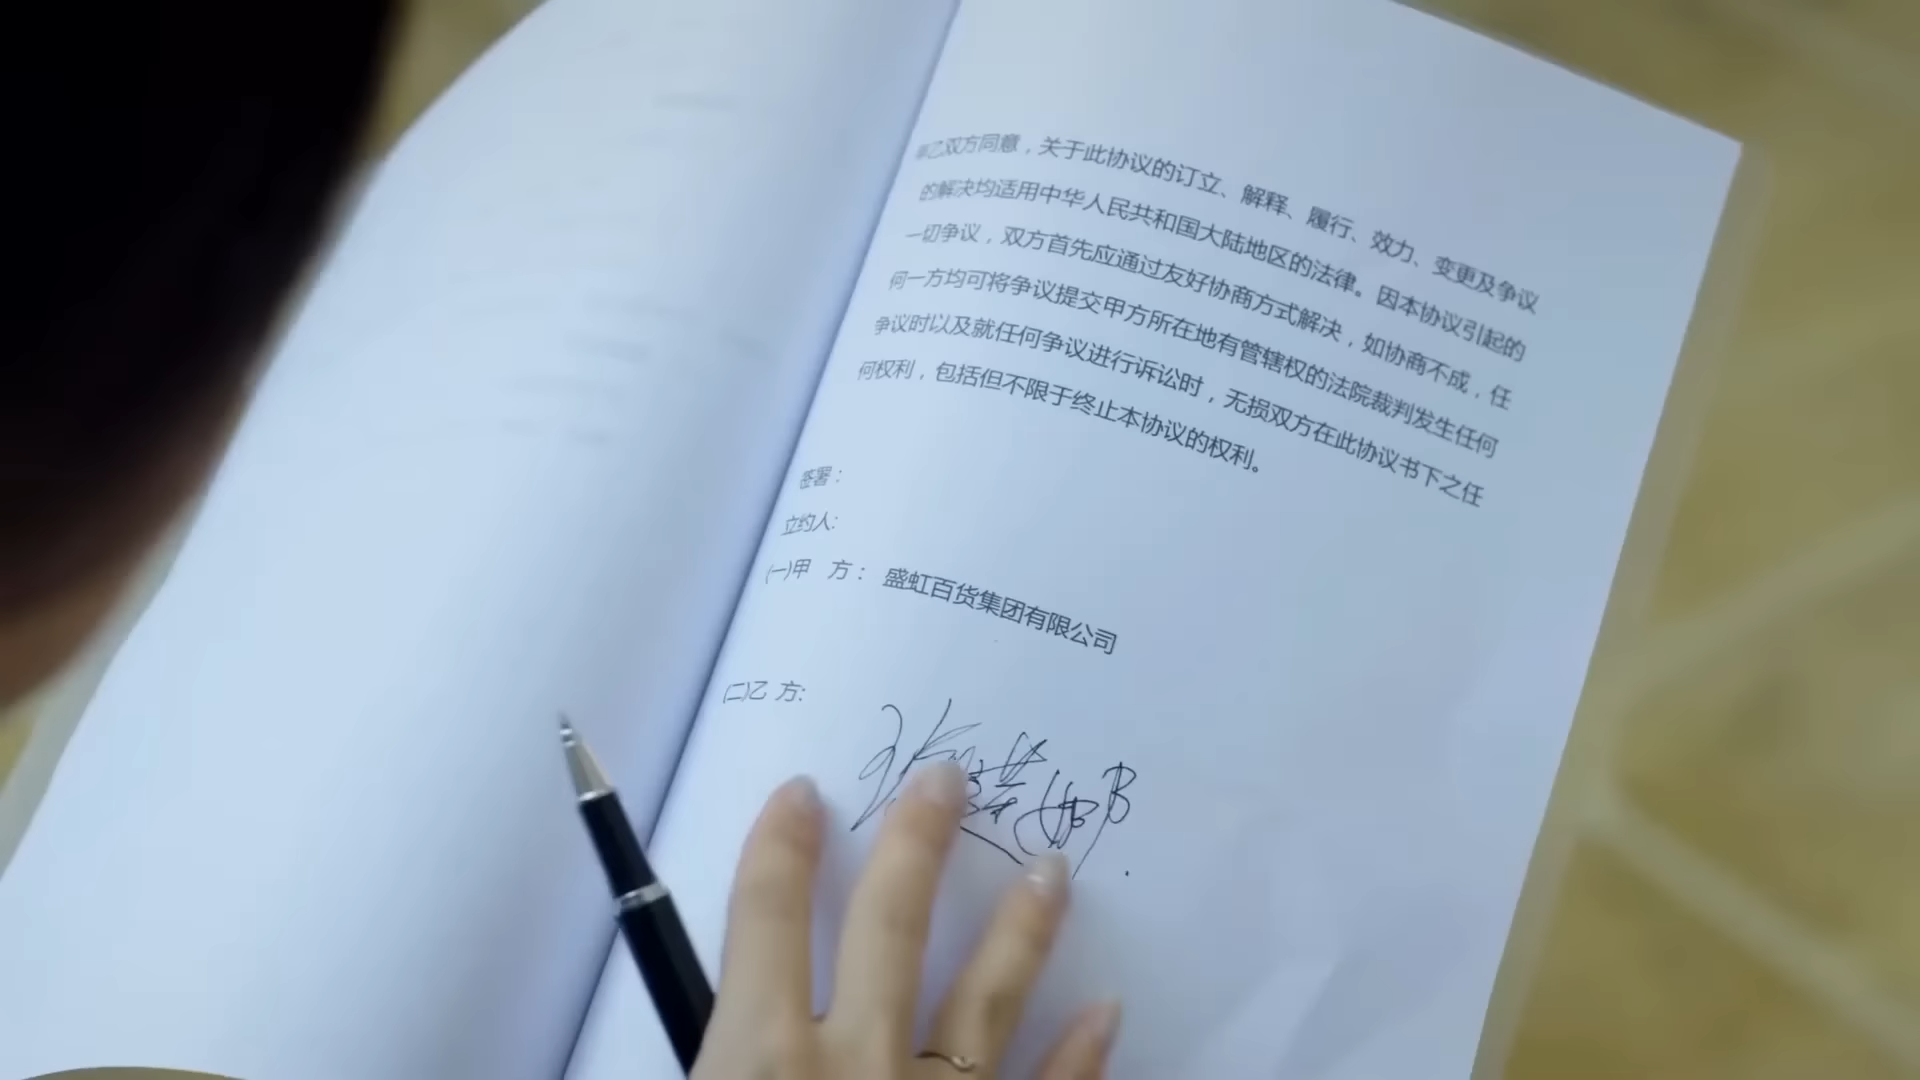 甲乙双方同意，关于此协议的订立、解释、履行、效力、变更及争议
的解决均适用中华人民共和国大陆地区的法律。因本协议引起的
一切争议，双方首先应通过友好协商方式解决，如协商不成，任
何一方均可将争议提交甲方所在地有管辖权的法院裁判发生任何
争议时以及就任何争议进行诉讼时，无损双方在此协议书下之任
何权利，包括但不限于终止本协议的权利。
签署：
立约人:
(一)甲 方： 盛虹百货集团有限公司
(二)乙 方: